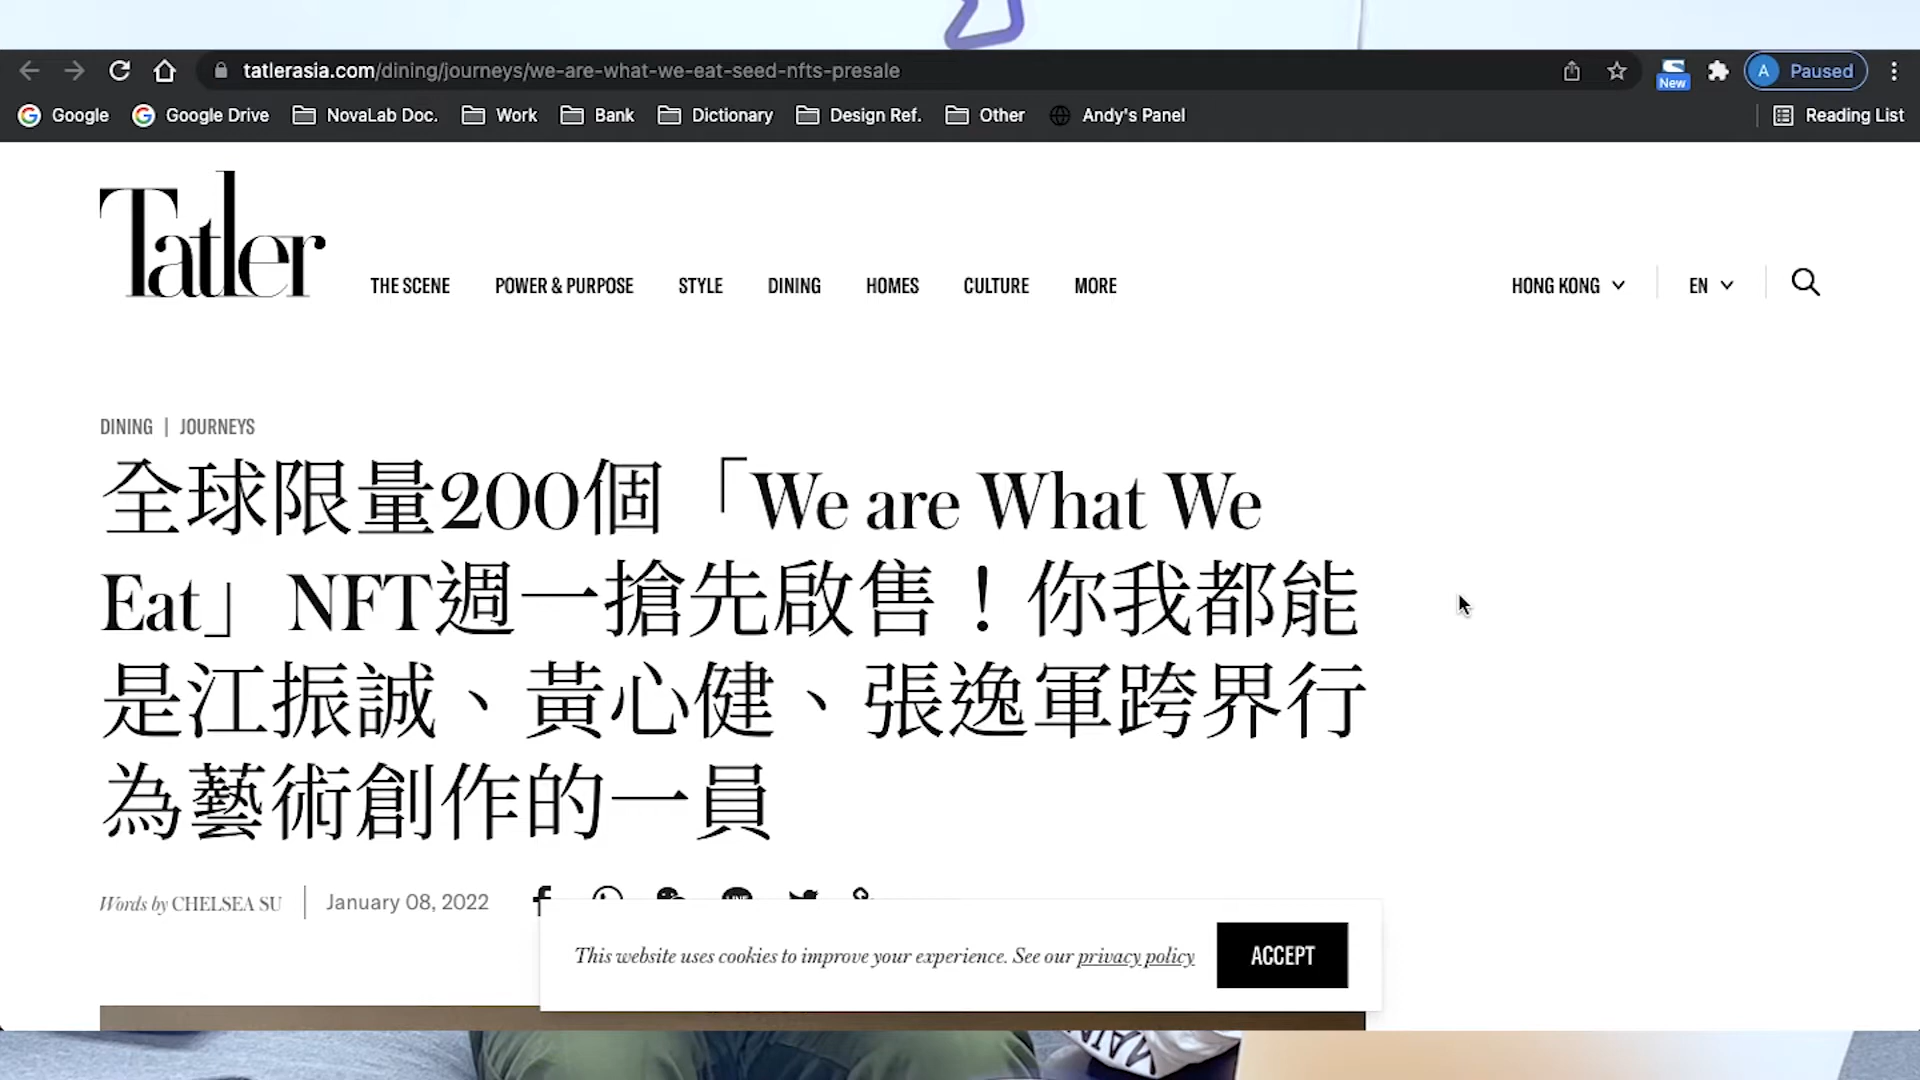 tatlerasia.com/dining/journeys/we-are-what-we-eat-seed-nfts-presale
New
A Paused
Google Google Drive NovaLab Doc. Work Bank Dictionary Design Ref. Other Andy's Panel Reading List
Tatler
THE SCENE POWER & PURPOSE STYLE DINING HOMES CULTURE MORE HONG KONG EN
DINING | JOURNEYS
全球限量200個「We are What We
Eat」NFT週一搶先啟售！你我都能
是江振誠、黃心健、張逸軍跨界行
為藝術創作的一員
Words by CHELSEA SU | January 08, 2022
This website uses cookies to improve your experience. See our privacy policy ACCEPT